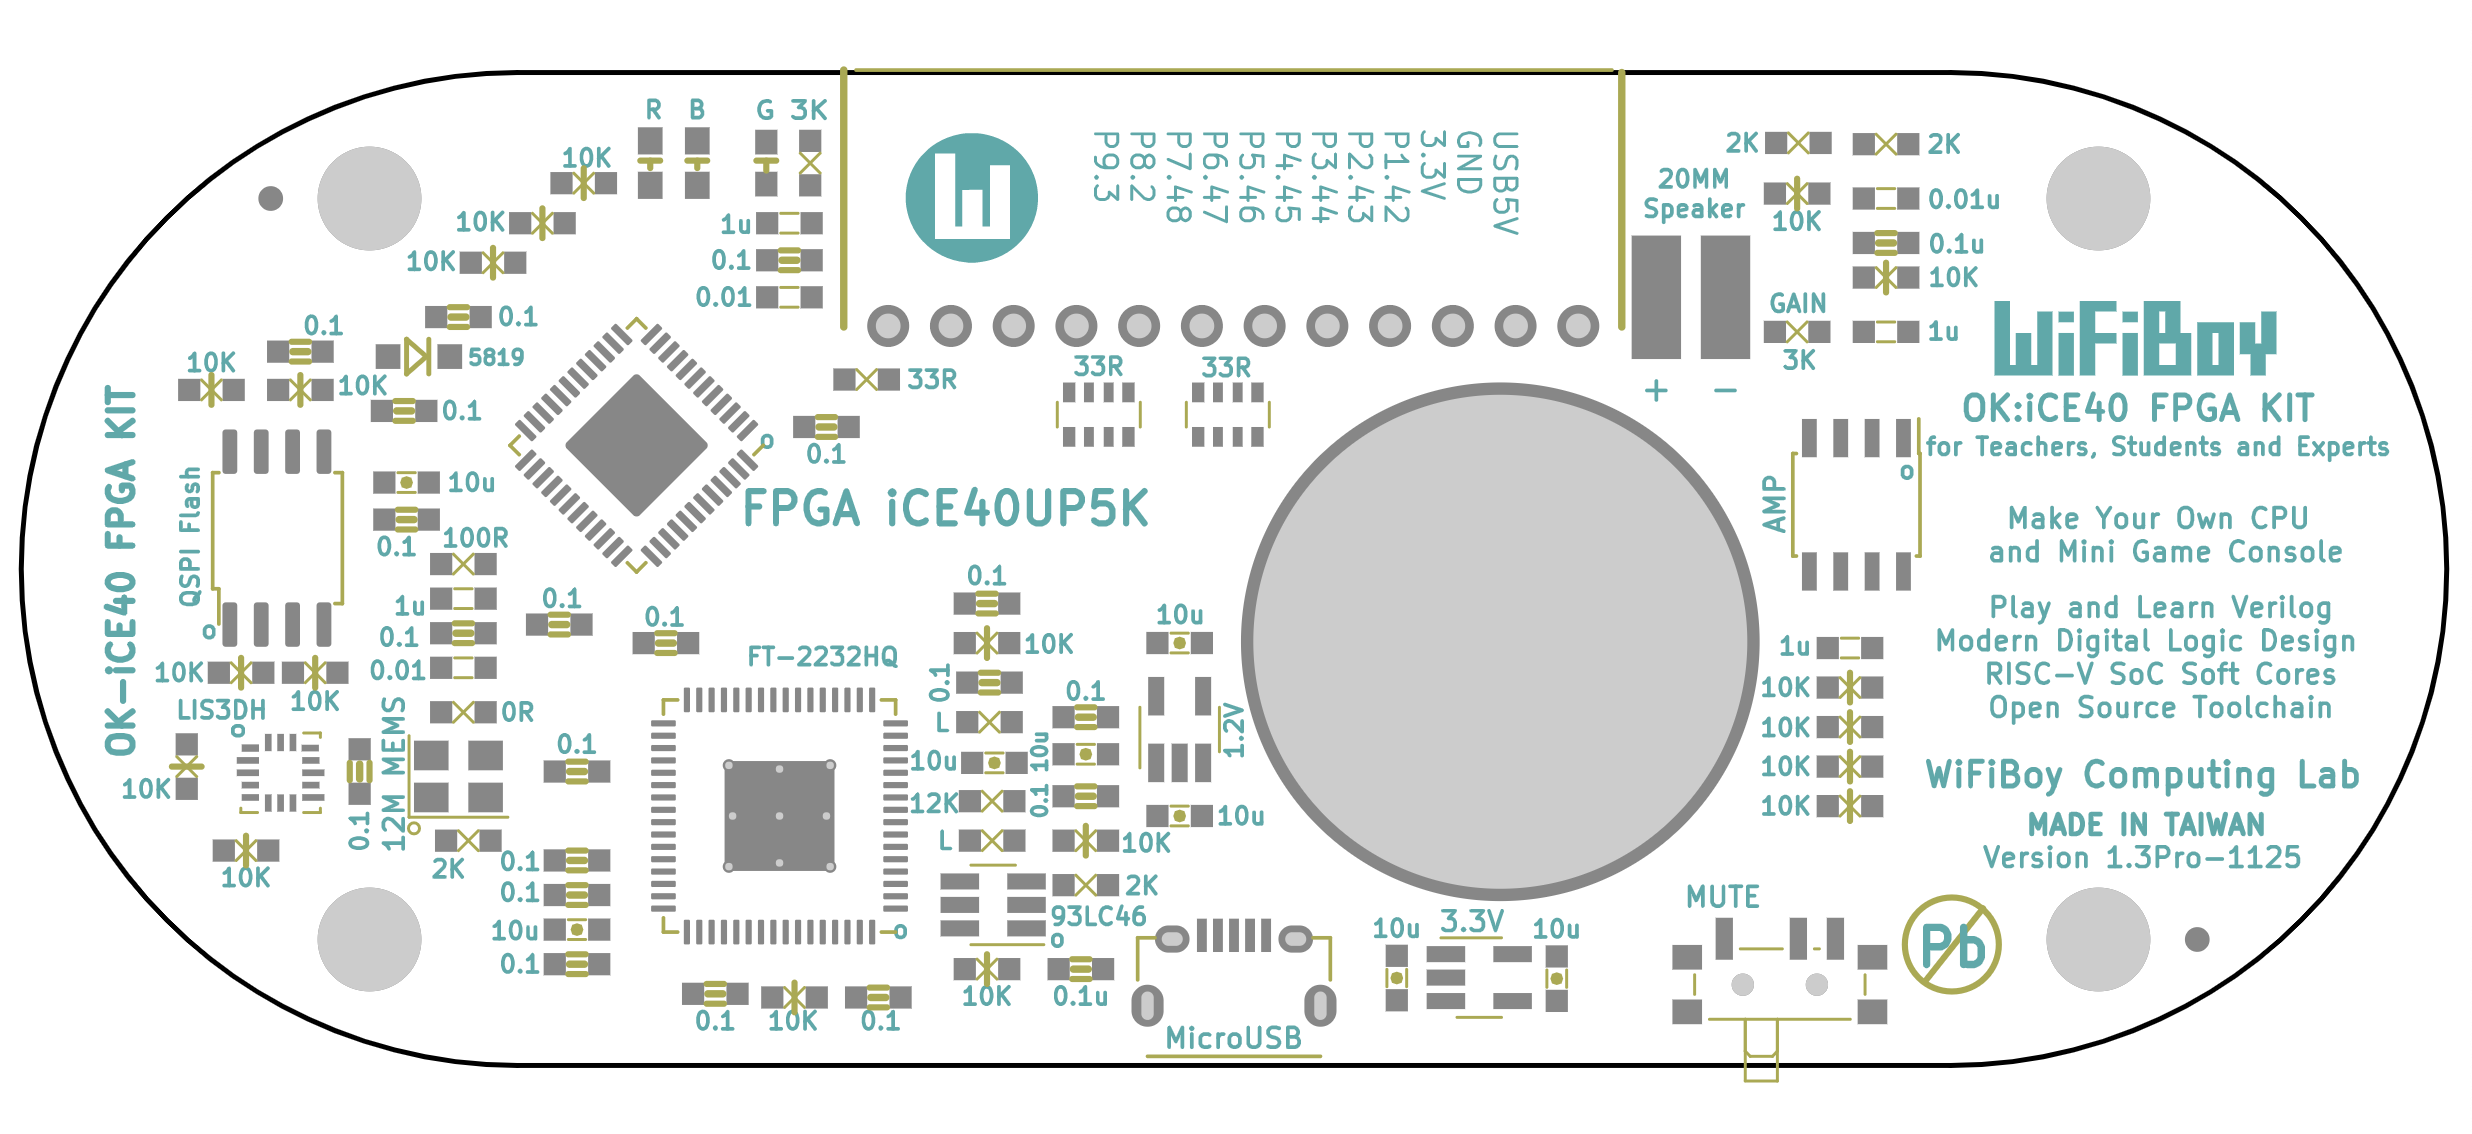 R
B
G
3K
10K
10K
10K
1u
0.1
0.01
P9.3
P8.2
P7.48
P6.47
P5.46
P4.45
P3.44
P2.43
P1.42
3.3V
GND
USB5V
2K
2K
20MM
Speaker
10K
0.01u
0.1u
10K
GAIN
1u
3K
+
-
0.1
0.1
5819
10K
10K
0.1
33R
33R
33R
0.1
WiFiBoy
OK:iCE40 FPGA KIT
for Teachers, Students and Experts
OK-iCE40 FPGA KIT
QSPI Flash
10u
0.1
100R
1u
0.1
0.01
FPGA iCE40UP5K
AMP
Make Your Own CPU
and Mini Game Console
Play and Learn Verilog
Modern Digital Logic Design
RISC-V SoC Soft Cores
Open Source Toolchain
0.1
0.1
FT-2232HQ
0.1
10K
0.1
L
10u
12K
L
10u
0.1
10u
0.1
1.2V
10u
10K
2K
93LC46
1u
10K
10K
10K
10K
10K
10K
LIS3DH
0R
10K
0.1
12M MEMS
0.1
2K
10K
0.1
0.1
10u
0.1
0.1
10K
0.1
10K
0.1u
MicroUSB
10u
3.3V
10u
MUTE
Pb
WiFiBoy Computing Lab
MADE IN TAIWAN
Version 1.3Pro-1125